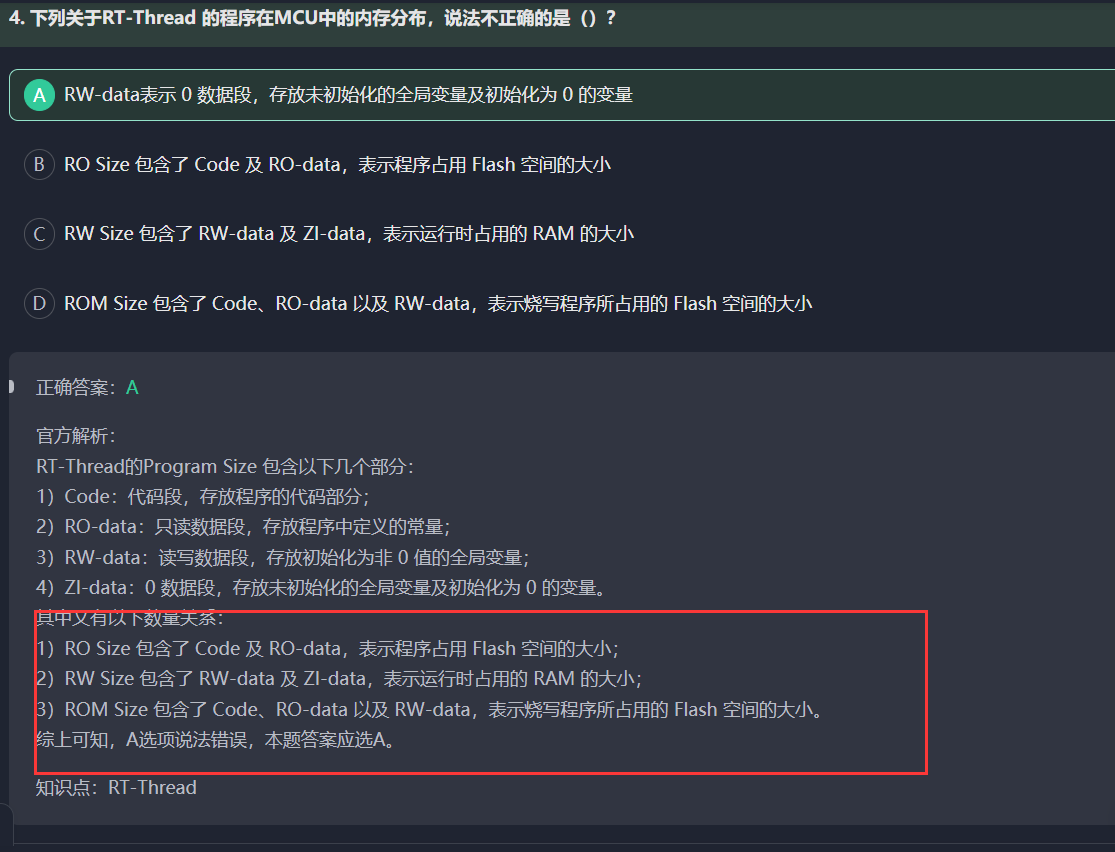 4. 下列关于RT-Thread 的程序在MCU中的内存分布，说法不正确的是（）？
A RW-data表示 0 数据段，存放未初始化的全局变量及初始化为 0 的变量
B RO Size 包含了 Code 及 RO-data，表示程序占用 Flash 空间的大小
C RW Size 包含了 RW-data 及 ZI-data，表示运行时占用的 RAM 的大小
D ROM Size 包含了 Code、RO-data 以及 RW-data，表示烧写程序所占用的 Flash 空间的大小
正确答案：A
官方解析：
RT-Thread的Program Size 包含以下几个部分：
1）Code：代码段，存放程序的代码部分；
2）RO-data：只读数据段，存放程序中定义的常量；
3）RW-data：读写数据段，存放初始化为非 0 值的全局变量；
4）ZI-data：0 数据段，存放未初始化的全局变量及初始化为 0 的变量。
其中又有以下数量关系：
1）RO Size 包含了 Code 及 RO-data，表示程序占用 Flash 空间的大小；
2）RW Size 包含了 RW-data 及 ZI-data，表示运行时占用的 RAM 的大小；
3）ROM Size 包含了 Code、RO-data 以及 RW-data，表示烧写程序所占用的 Flash 空间的大小。
综上可知，A选项说法错误，本题答案应选A。
知识点：RT-Thread